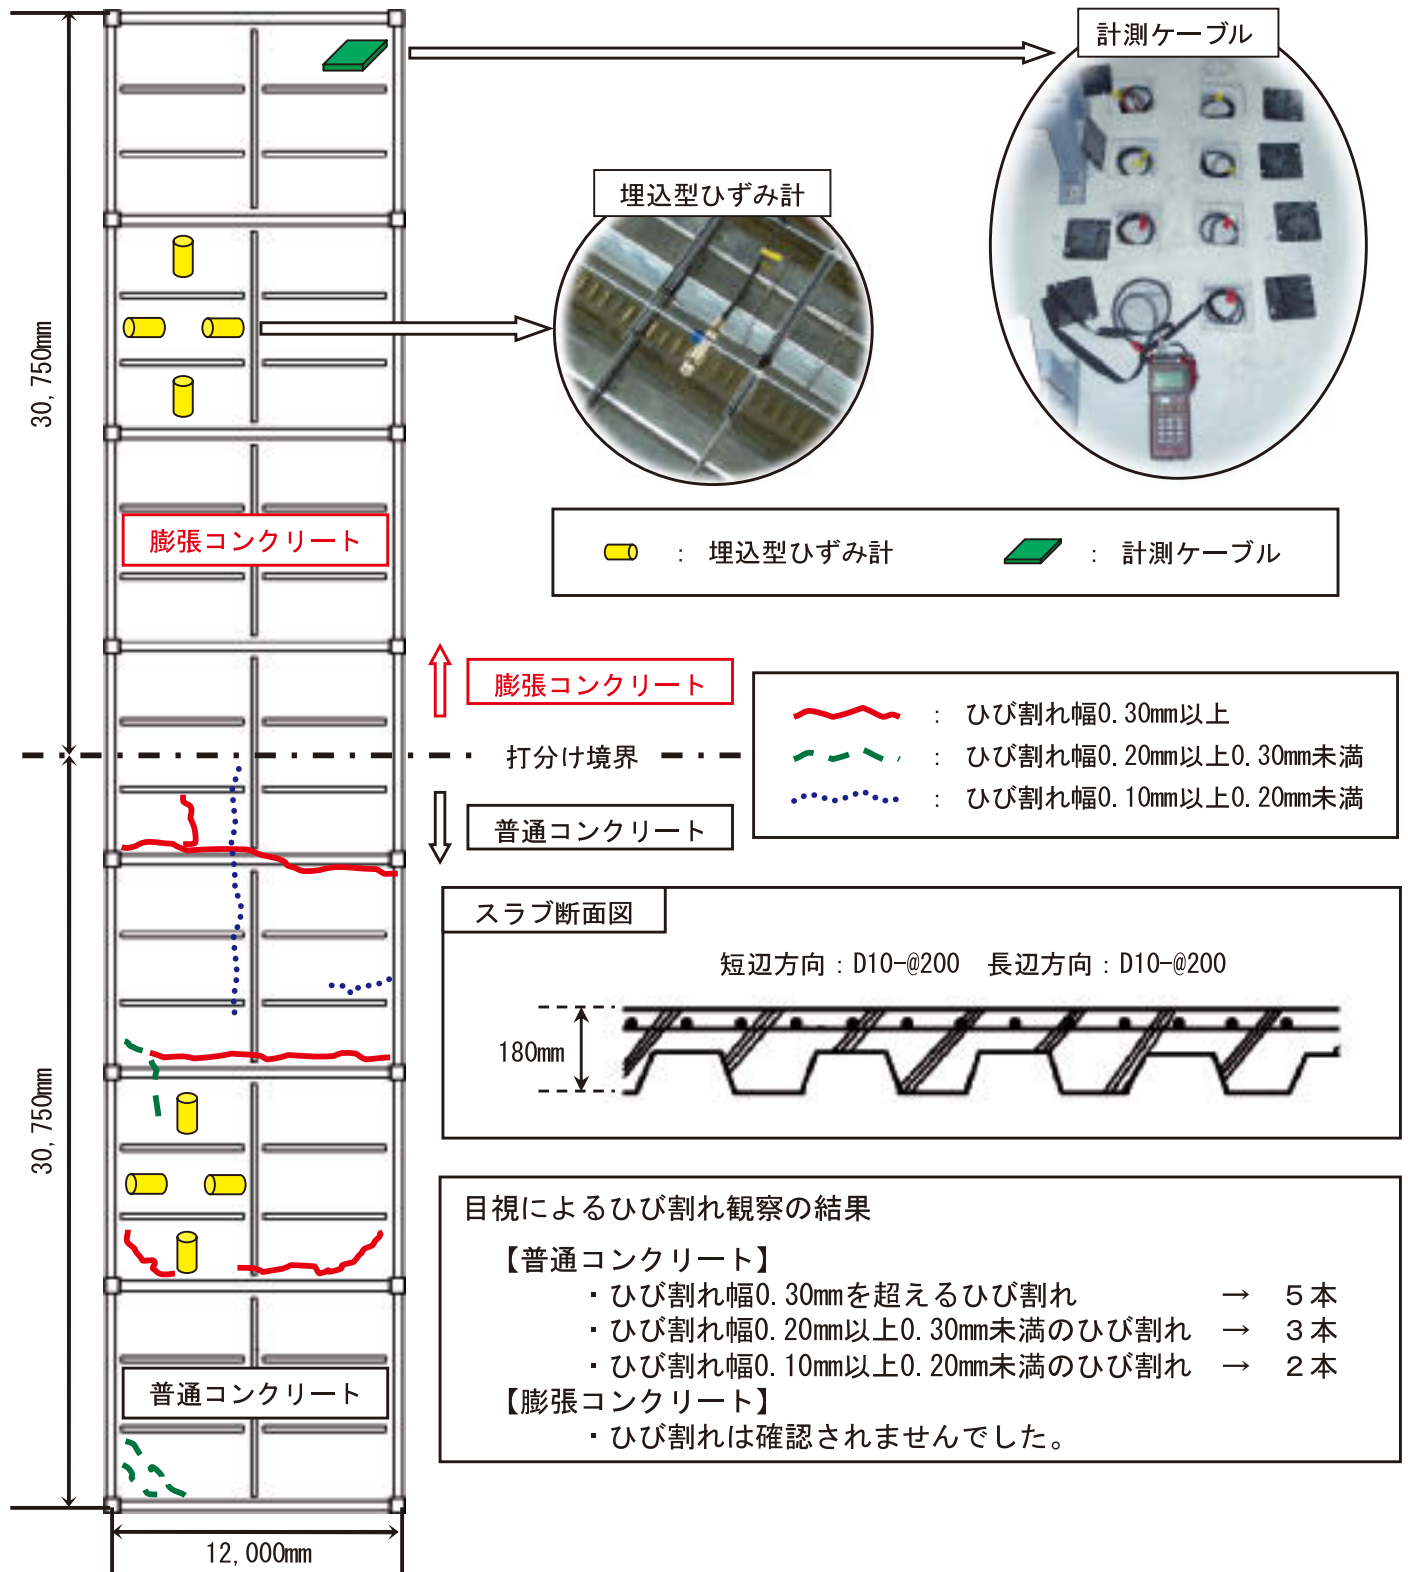 計測ケーブル
埋込型ひずみ計
30,750mm
膨張コンクリート
: 埋込型ひずみ計
: 計測ケーブル
膨張コンクリート
打分け境界
普通コンクリート
: ひび割れ幅0.30mm以上
: ひび割れ幅0.20mm以上0.30mm未満
: ひび割れ幅0.10mm以上0.20mm未満
スラブ断面図
短辺方向：D10-@200 長辺方向：D10-@200
180mm
30,750mm
目視によるひび割れ観察の結果
【普通コンクリート】
・ひび割れ幅0.30mmを超えるひび割れ → ５本
・ひび割れ幅0.20mm以上0.30mm未満のひび割れ → ３本
・ひび割れ幅0.10mm以上0.20mm未満のひび割れ → ２本
【膨張コンクリート】
・ひび割れは確認されませんでした。
普通コンクリート
12,000mm